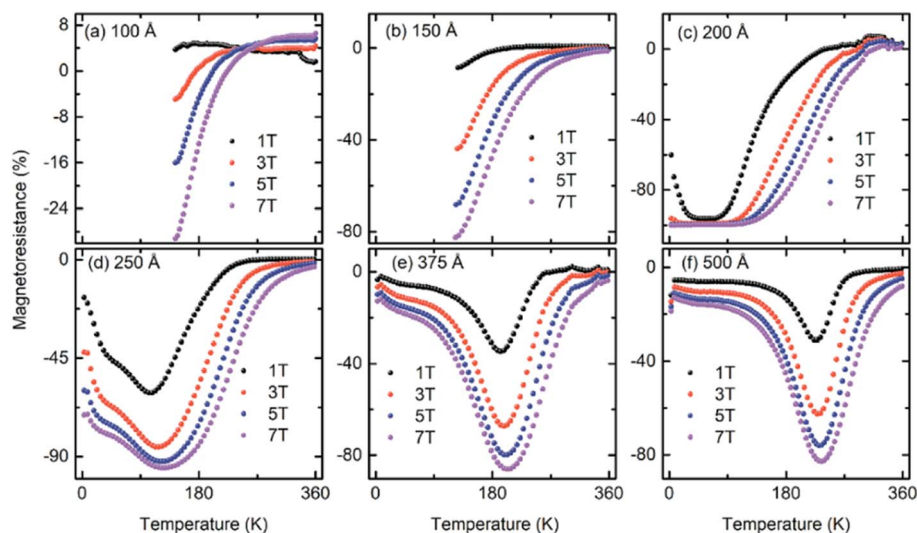 (a) 100 Å
8
4
0
-8
-16
-24
1T
3T
5T
7T
(b) 150 Å
0
-40
-80
1T
3T
5T
7T
(c) 200 Å
0
-40
-80
1T
3T
5T
7T
Magnetoresistance (%)
(d) 250 Å
0
-45
-90
1T
3T
5T
7T
0 180 360
Temperature (K)
(e) 375 Å
0
-40
-80
1T
3T
5T
7T
0 180 360
Temperature (K)
(f) 500 Å
0
-40
-80
1T
3T
5T
7T
0 180 360
Temperature (K)